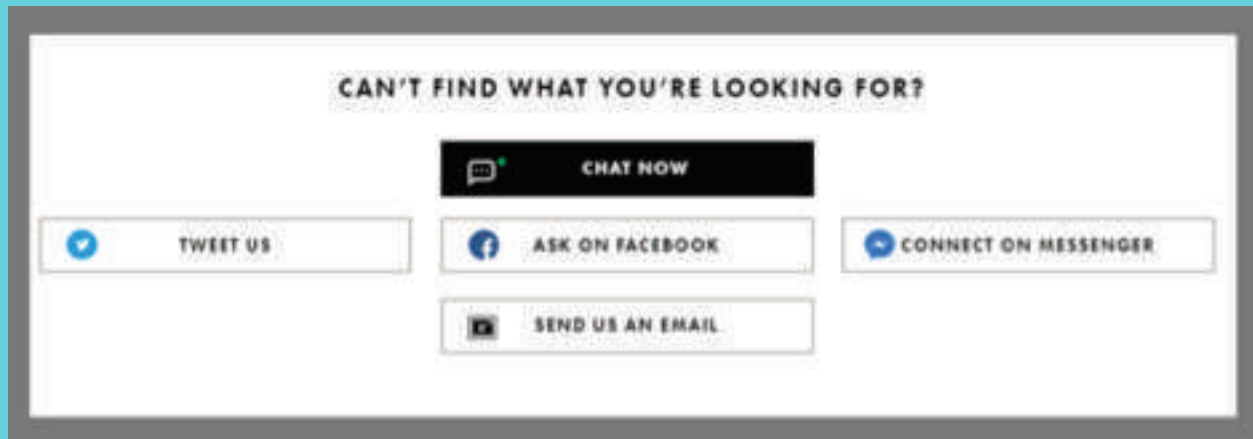 CAN'T FIND WHAT YOU'RE LOOKING FOR?
CHAT NOW
TWEET US
ASK ON FACEBOOK
CONNECT ON MESSENGER
SEND US AN EMAIL